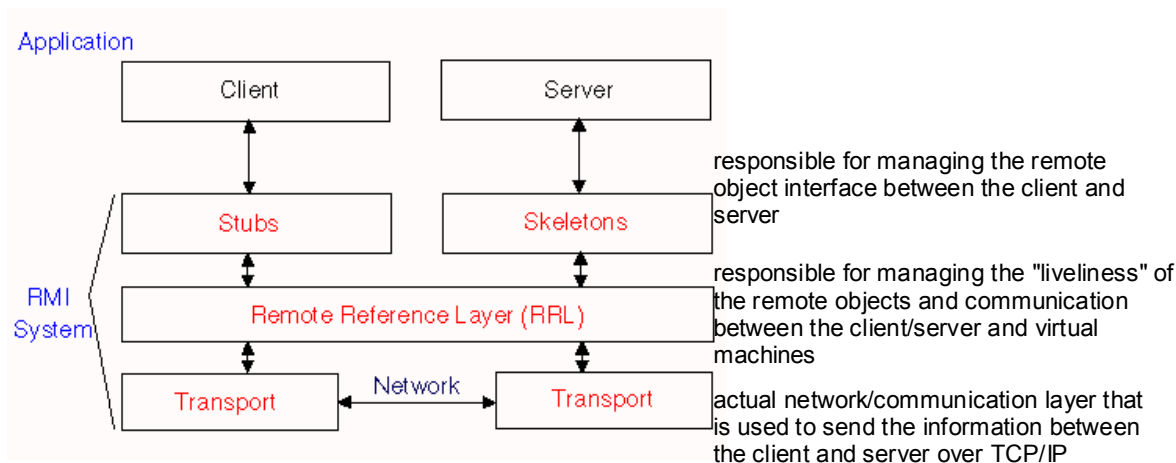 Application
Client
Server
responsible for managing the remote
object interface between the client and
server
Stubs
Skeletons
responsible for managing the "liveliness" of
the remote objects and communication
between the client/server and virtual
machines
RMI
System
Remote Reference Layer (RRL)
Network
Transport
Transport
actual network/communication layer that
is used to send the information between
the client and server over TCP/IP